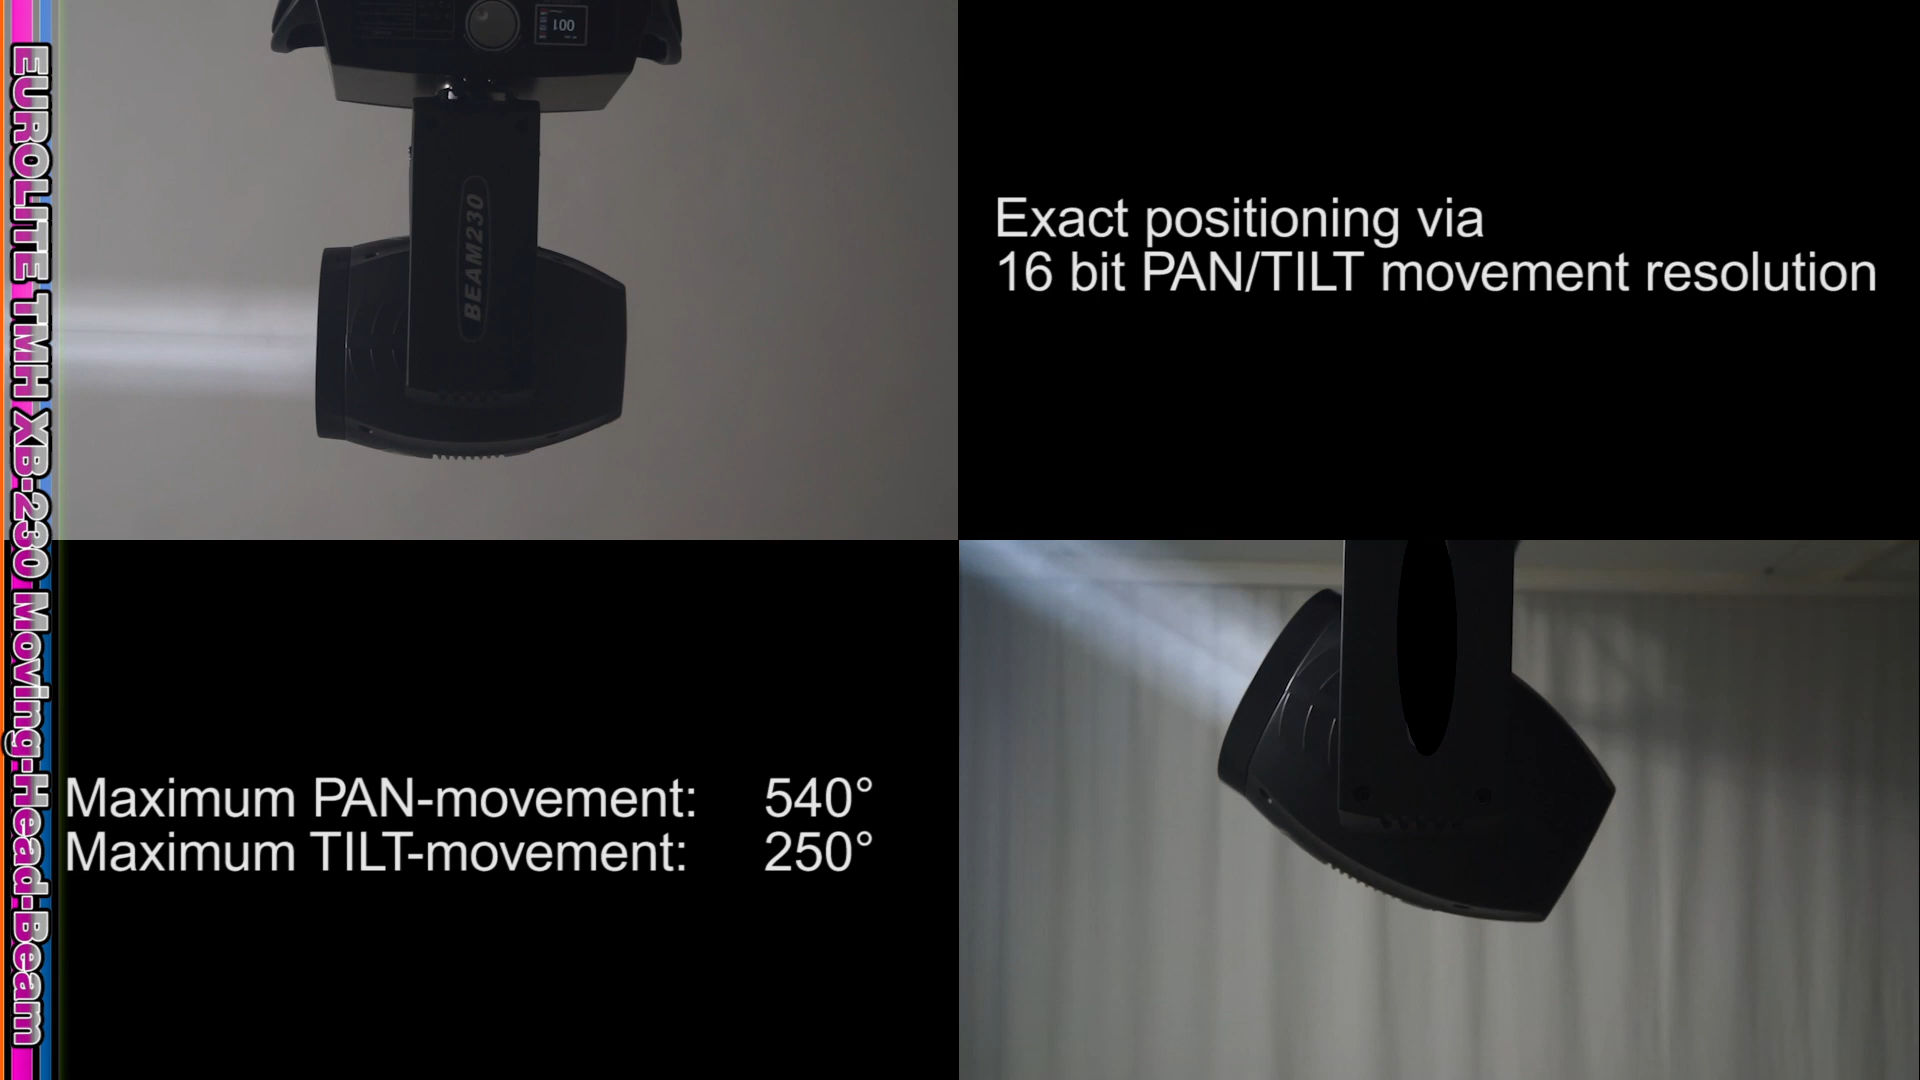 EUROLITE TMH XB-230 Moving-Head-Beam
001
BEAM230
Exact positioning via
16 bit PAN/TILT movement resolution
Maximum PAN-movement: 540°
Maximum TILT-movement: 250°